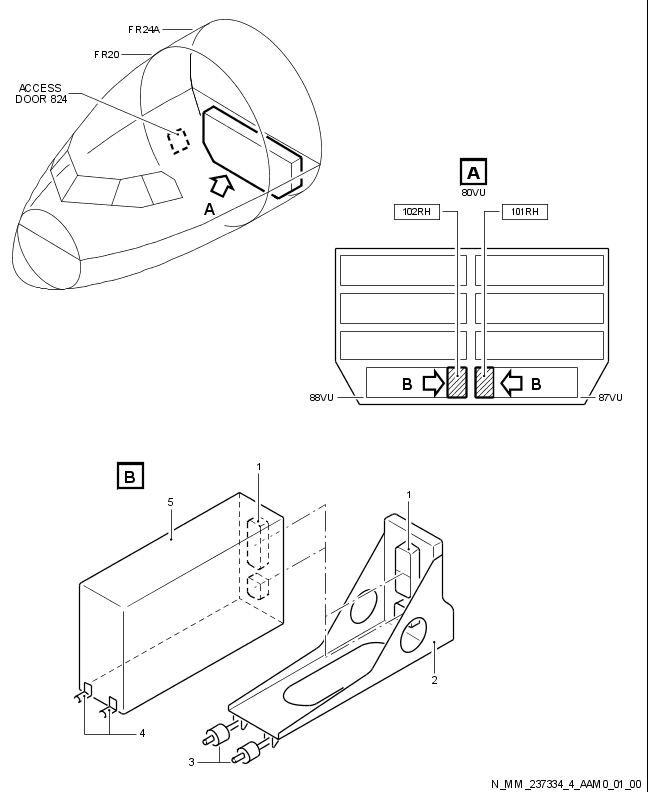 FR24A
FR20
ACCESS
DOOR 824
A
A
80VU
102RH
101RH
B
B
88VU
87VU
B
1
5
1
2
4
3
N_MM_237334_4_AAM0_01_00